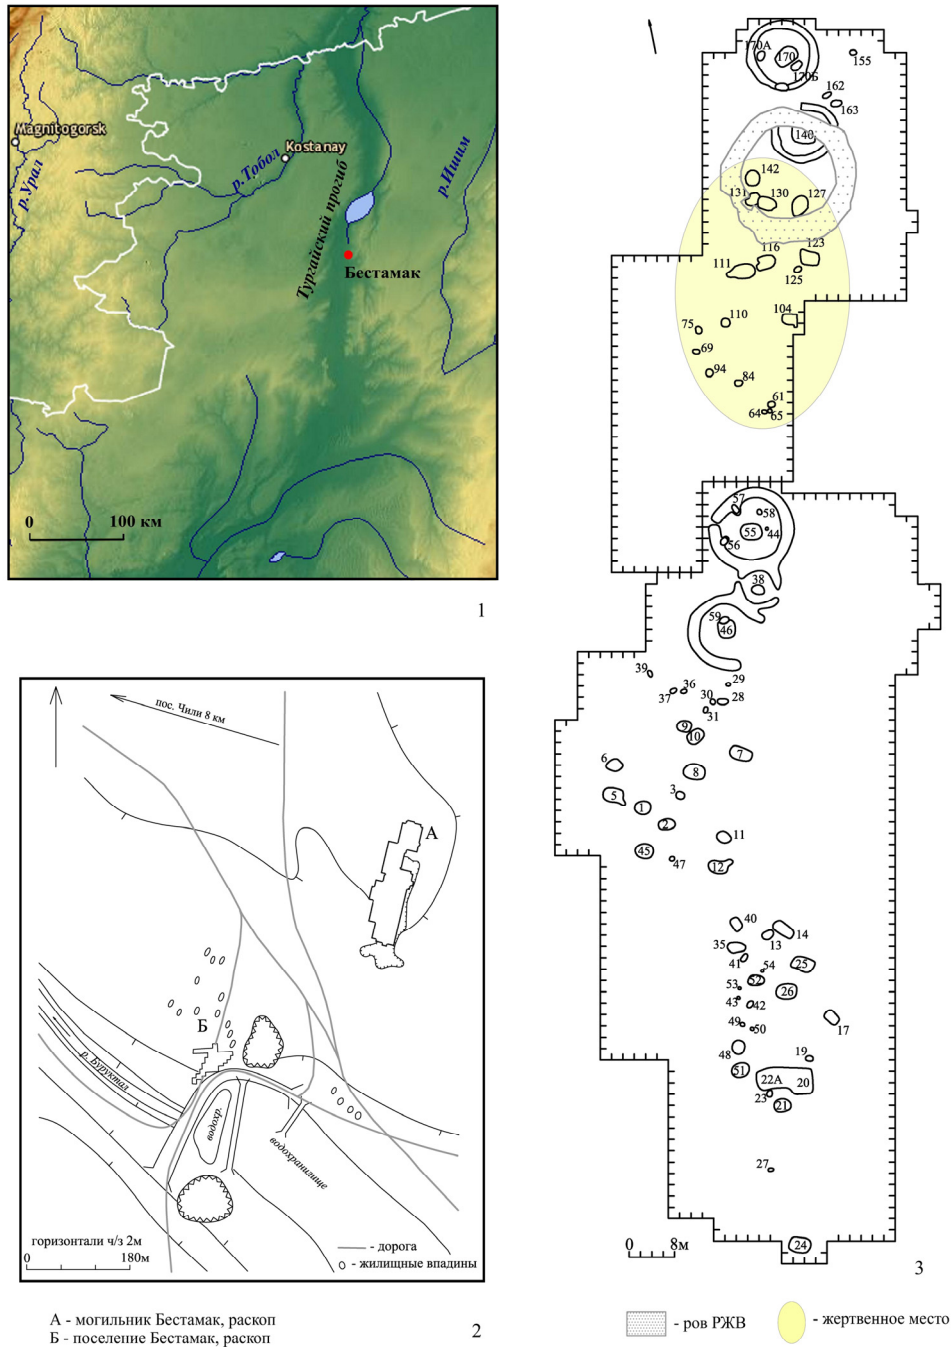 Magnitogorsk
Kostanay
р.Урал
р.Тобол
Тургайский прогиб
р.Ишим
Бестамак
0 100 км
1
пос. Чили 8 км
А
Б
р. Буруктал
водохр.
водохранилище
горизонтали ч/з 2м
0 180м
- дорога
- жилищные впадины
А - могильник Бестамак, раскоп
Б - поселение Бестамак, раскоп
2
170А
170
170Б
155
162
163
140
142
131
130
127
116
123
111
125
110
104
75
69
94
84
61
64
65
57
58
55
44
56
38
59
46
39
36
37
29
30
28
31
9
10
7
6
8
3
5
1
2
11
45
47
12
40
14
13
35
41
54
25
53
52
26
43
42
17
49
50
48
19
51
22А
20
23
21
27
24
0 8м
3
- ров РЖВ
- жертвенное место